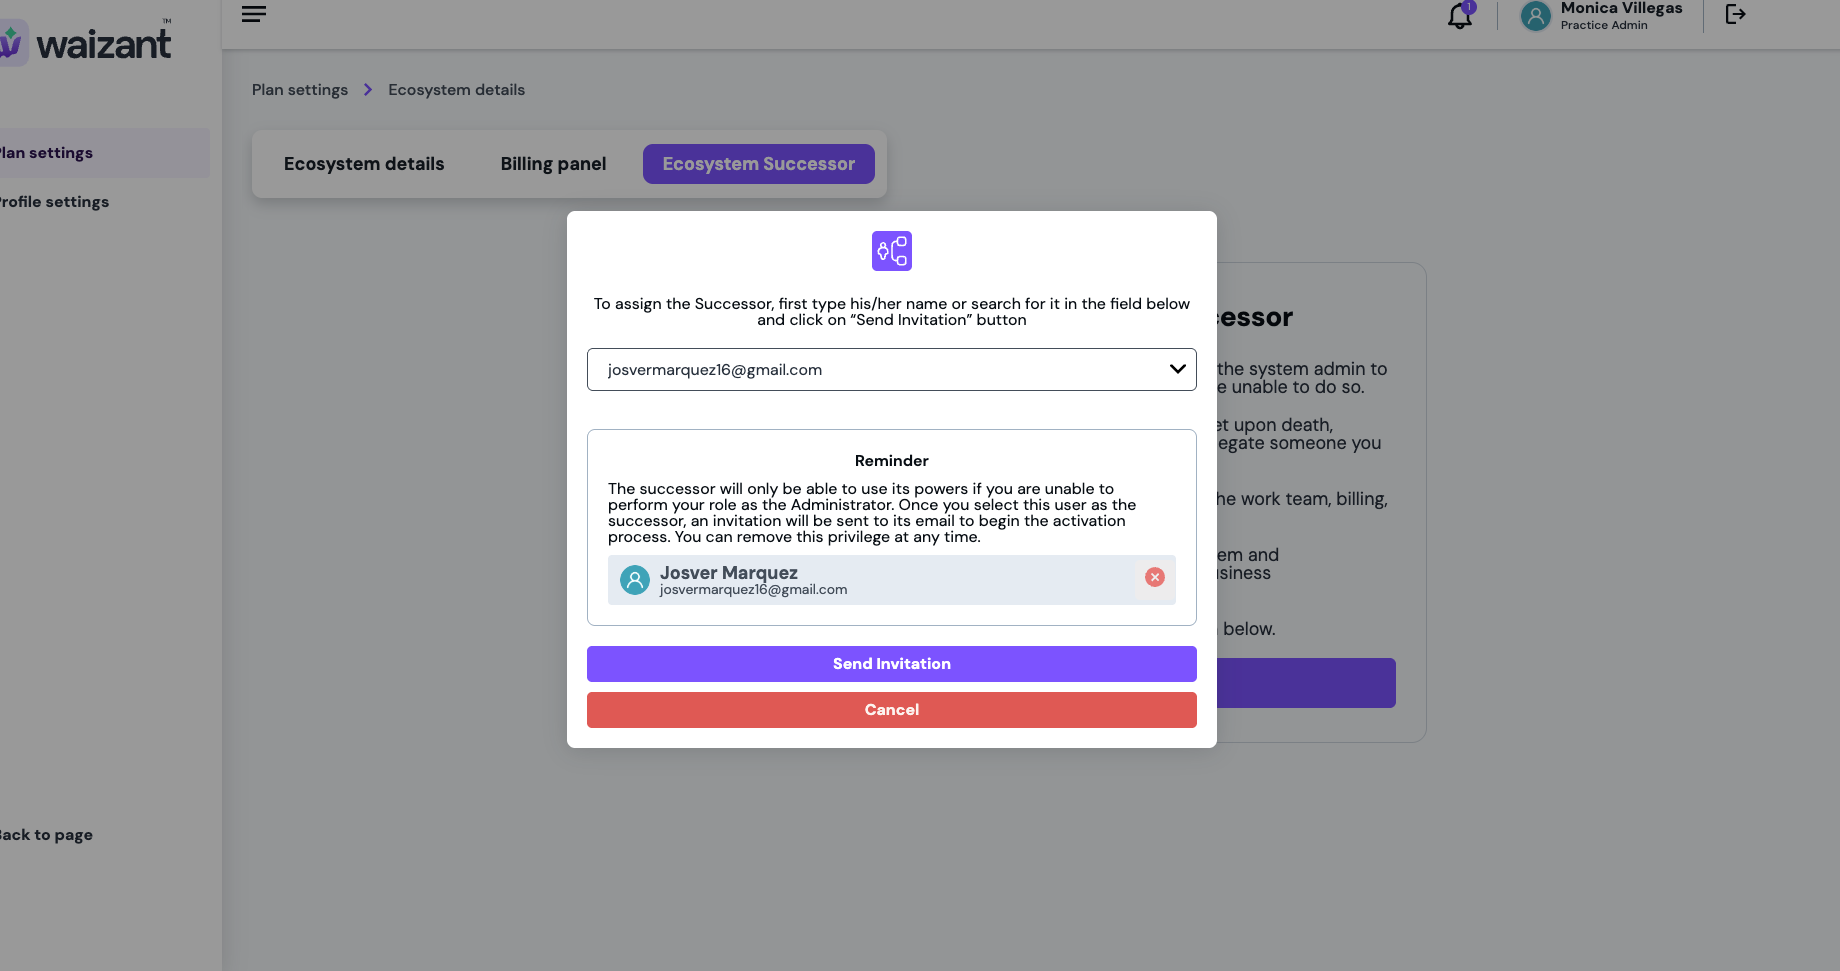 waizant
TM
1
Monica Villegas
Practice Admin
Plan settings
Ecosystem details
lan settings
rofile settings
Ecosystem details
Billing panel
Ecosystem Successor
To assign the Successor, first type his/her name or search for it in the field below
and click on “Send Invitation” button
josvermarquez16@gmail.com
Reminder
The successor will only be able to use its powers if you are unable to
perform your role as the Administrator. Once you select this user as the
successor, an invitation will be sent to its email to begin the activation
process. You can remove this privilege at any time.
Josver Marquez
josvermarquez16@gmail.com
Send Invitation
Cancel
cessor
the system admin to
e unable to do so.
et upon death,
egate someone you
he work team, billing,
em and
usiness
below.
ack to page